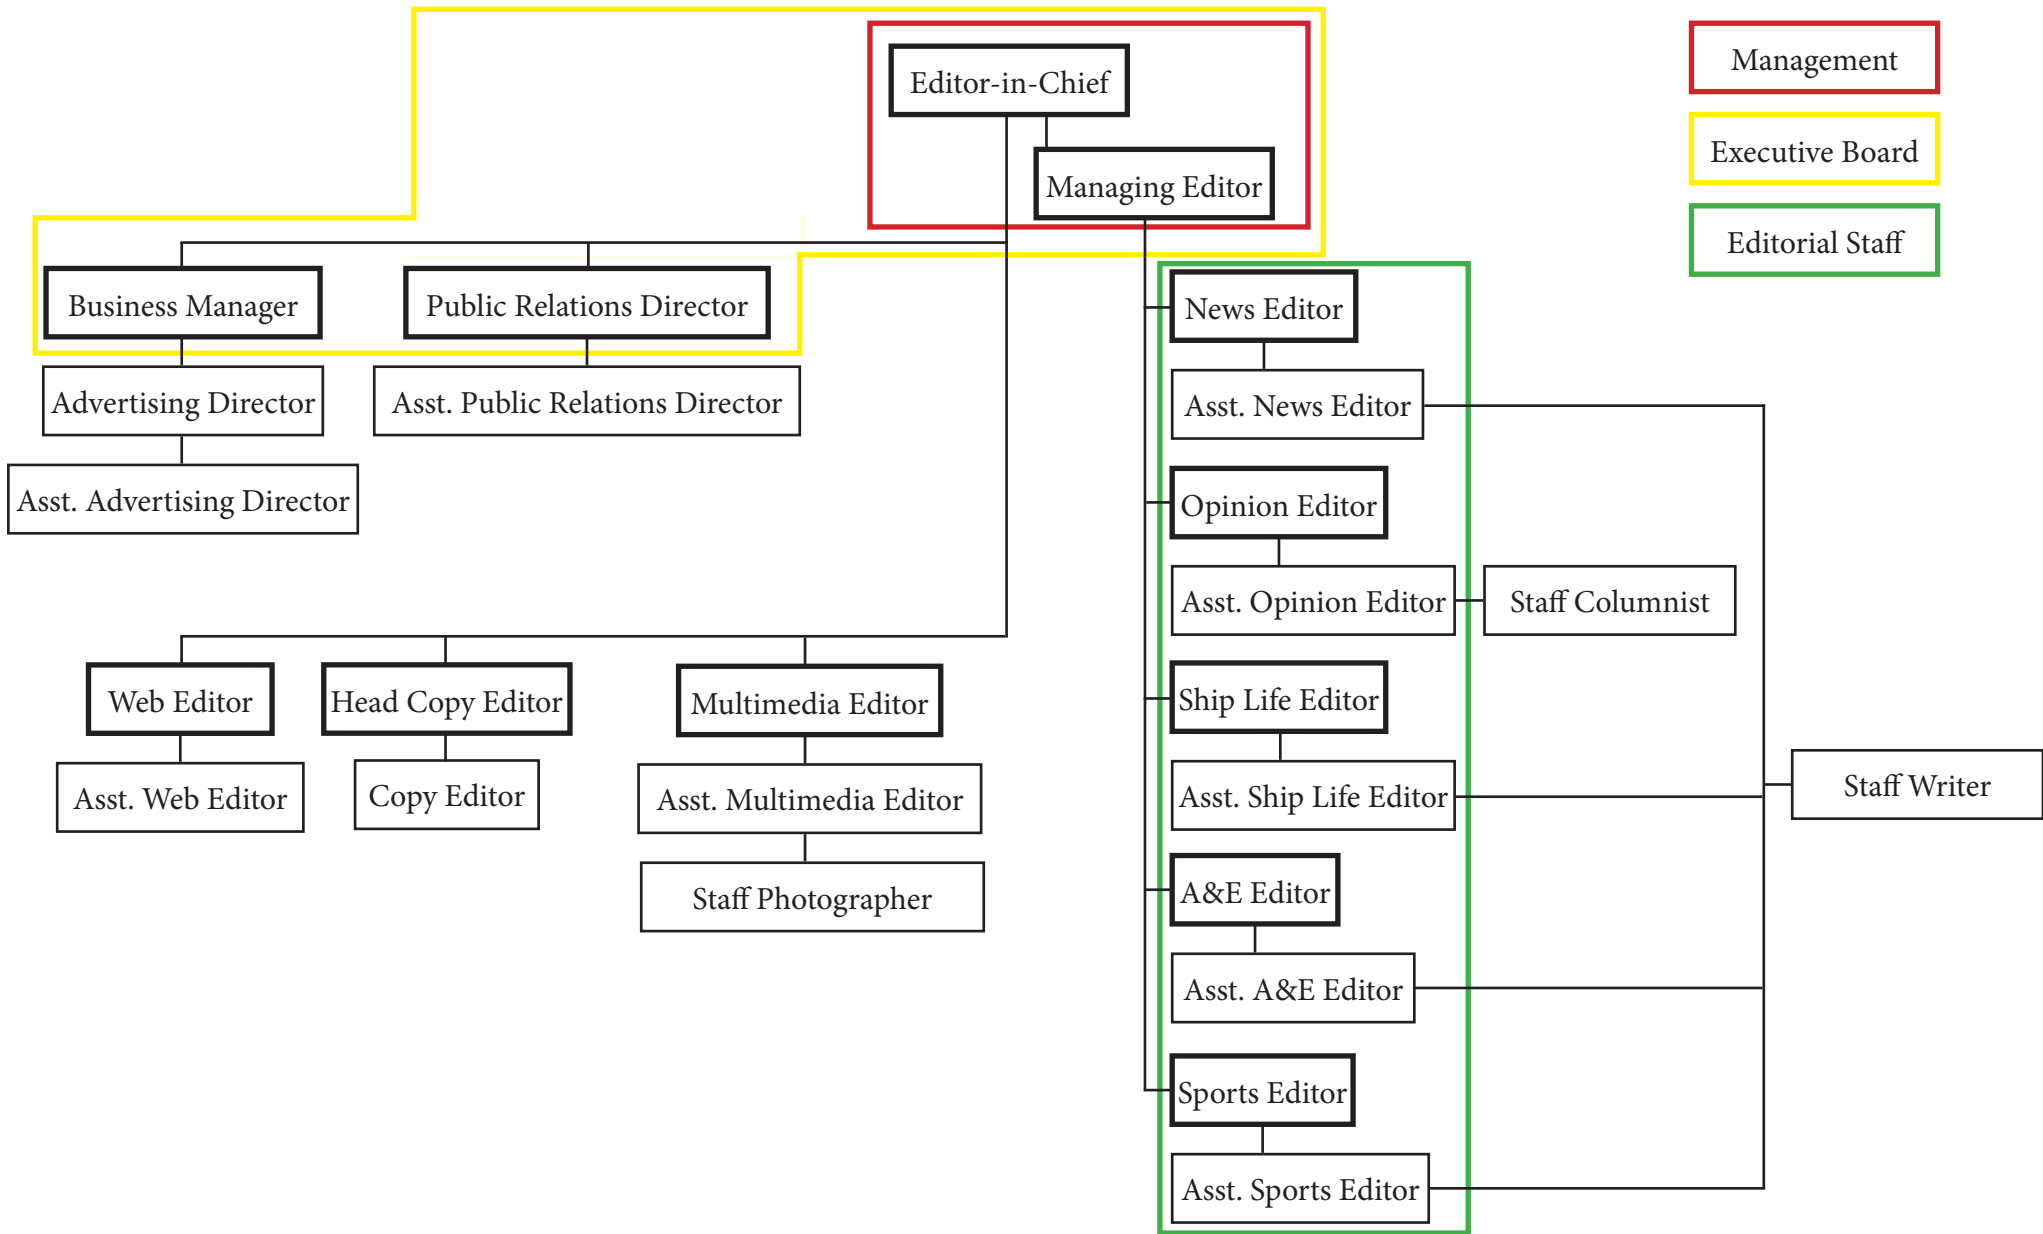 Editor-in-Chief
Managing Editor
Management
Executive Board
Editorial Staff
Business Manager
Public Relations Director
Advertising Director
Asst. Public Relations Director
Asst. Advertising Director
News Editor
Asst. News Editor
Opinion Editor
Asst. Opinion Editor
Staff Columnist
Ship Life Editor
Asst. Ship Life Editor
Staff Writer
A&E Editor
Asst. A&E Editor
Sports Editor
Asst. Sports Editor
Web Editor
Head Copy Editor
Multimedia Editor
Asst. Web Editor
Copy Editor
Asst. Multimedia Editor
Staff Photographer